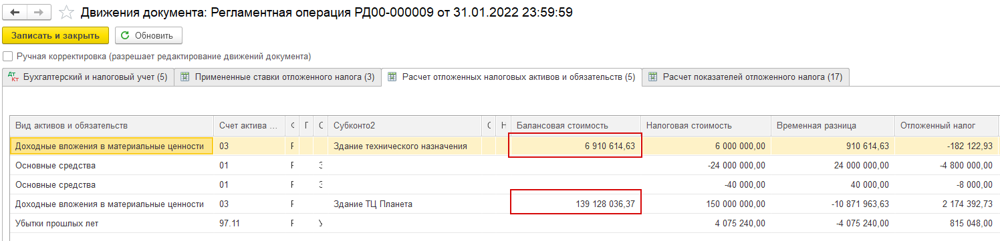 Движения документа: Регламентная операция РД00-000009 от 31.01.2022 23:59:59
Записать и закрыть Обновить
Ручная корректировка (разрешает редактирование движений документа)
Дт Кт Бухгалтерский и налоговый учет (5) Примененные ставки отложенного налога (3) Расчет отложенных налоговых активов и обязательств (5) Расчет показателей отложенного налога (17)
Вид активов и обязательств Счет актива ... Субконто2 Балансовая стоимость Налоговая стоимость Временная разница Отложенный налог
Доходные вложения в материальные ценности 03 Здание технического назначения 6 910 614,63 6 000 000,00 910 614,63 -182 122,93
Основные средства 01 -24 000 000,00 24 000 000,00 -4 800 000,00
Основные средства 01 -40 000,00 40 000,00 -8 000,00
Доходные вложения в материальные ценности 03 Здание ТЦ Планета 139 128 036,37 150 000 000,00 -10 871 963,63 2 174 392,73
Убытки прошлых лет 97.11 4 075 240,00 -4 075 240,00 815 048,00